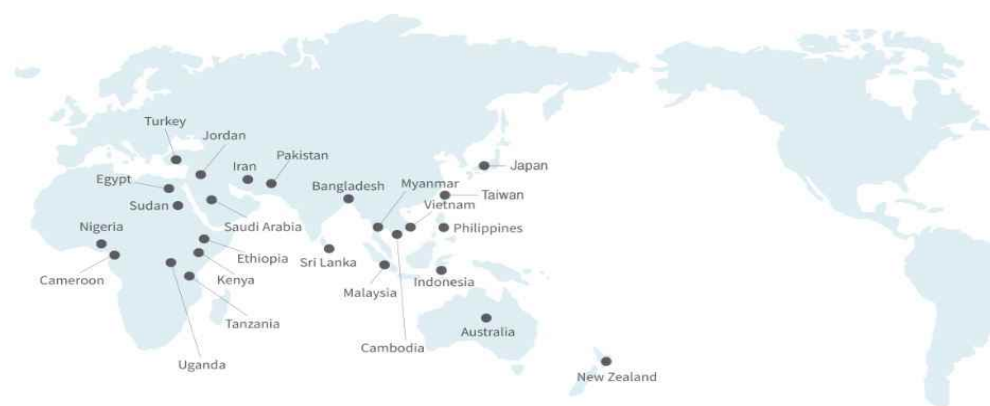 Turkey
Jordan
Iran
Pakistan
Japan
Egypt
Bangladesh
Myanmar
Taiwan
Sudan
Vietnam
Nigeria
Saudi Arabia
Philippines
Ethiopia
Sri Lanka
Cameroon
Kenya
Indonesia
Malaysia
Tanzania
Australia
Cambodia
Uganda
New Zealand